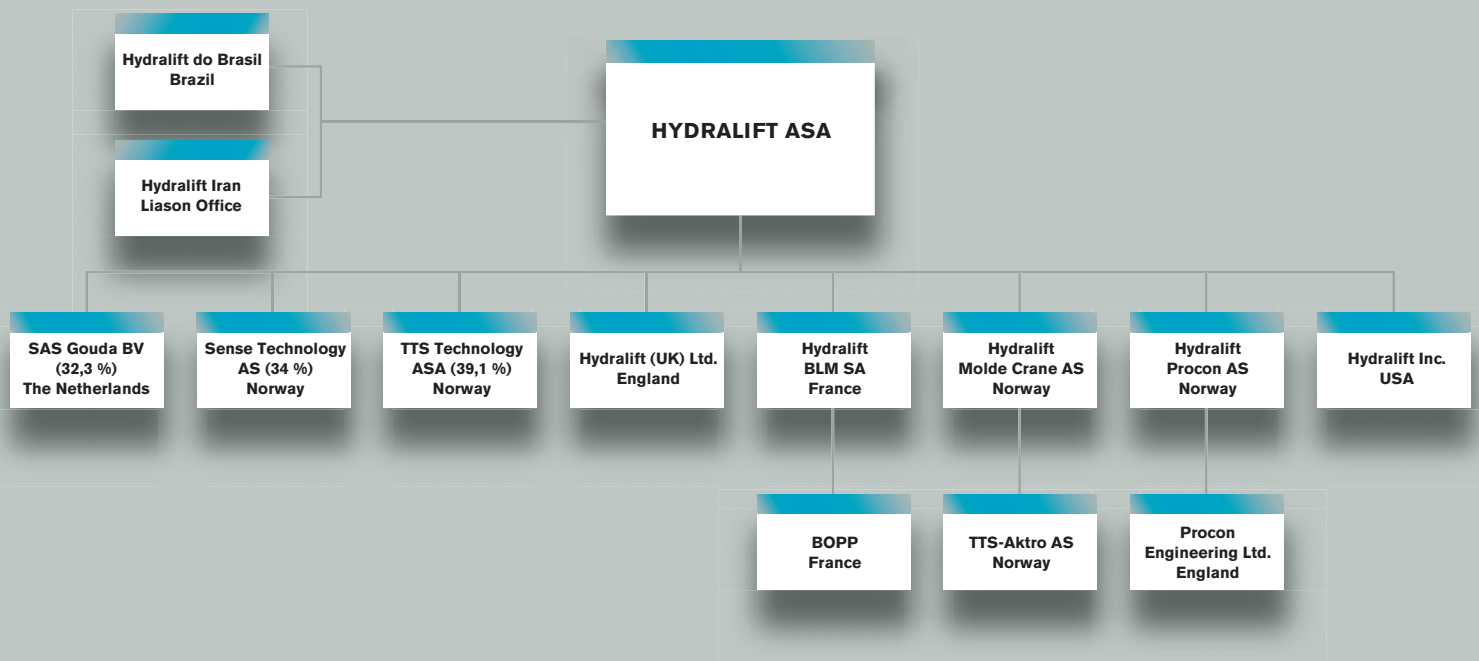 Hydralift do Brasil
Brazil
HYDRALIFT ASA
Hydralift Iran
Liason Office
SAS Gouda BV
(32,3 %)
The Netherlands
Sense Technology
AS (34 %)
Norway
TTS Technology
ASA (39,1 %)
Norway
Hydralift (UK) Ltd.
England
Hydralift
BLM SA
France
Hydralift
Molde Crane AS
Norway
Hydralift
Procon AS
Norway
Hydralift Inc.
USA
BOPP
France
TTS-Aktro AS
Norway
Procon
Engineering Ltd.
England